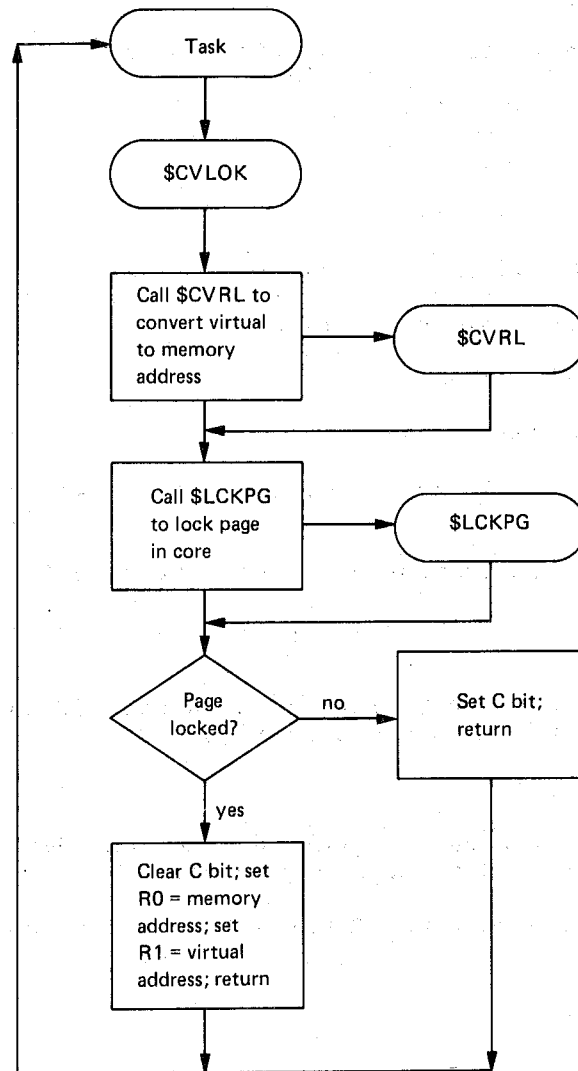 Task
$CVLOK
Call $CVRL to
convert virtual
to memory
address
$CVRL
Call $LCKPG
to lock page
in core
$LCKPG
Page
locked?
no
Set C bit;
return
yes
Clear C bit; set
R0 = memory
address; set
R1 = virtual
address; return